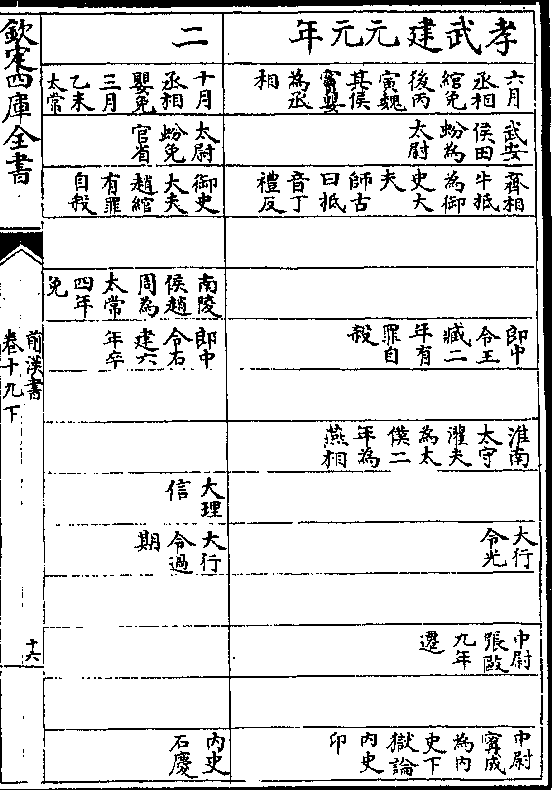 孝武建元元年
六月
丞相
綰免
後丙
寅魏
其侯
竇嬰
為丞
相
武安
侯田
蚡為
太尉
齊相
牛抵
為御
史大
夫
師古
曰抵
音丁
禮反
郎中
令王
臧二
年有
罪自
殺
淮南
太守
灌夫
為太
僕二
年為
燕相
大行
令光
中尉
張敺
九年
遷
中尉
甯成
為内
史下
獄論
内史
印
二
十月
丞相
嬰免
三月
乙未
太常
太尉
蚡免
官省
御史
大夫
趙綰
有罪
自殺
南陵
侯趙
周為
太常
四年
免
郎中
令石
建六
年卒
大理
信
大行
令過
期
内史
石慶
欽定四庫全書
前漢書
卷十九下
十六